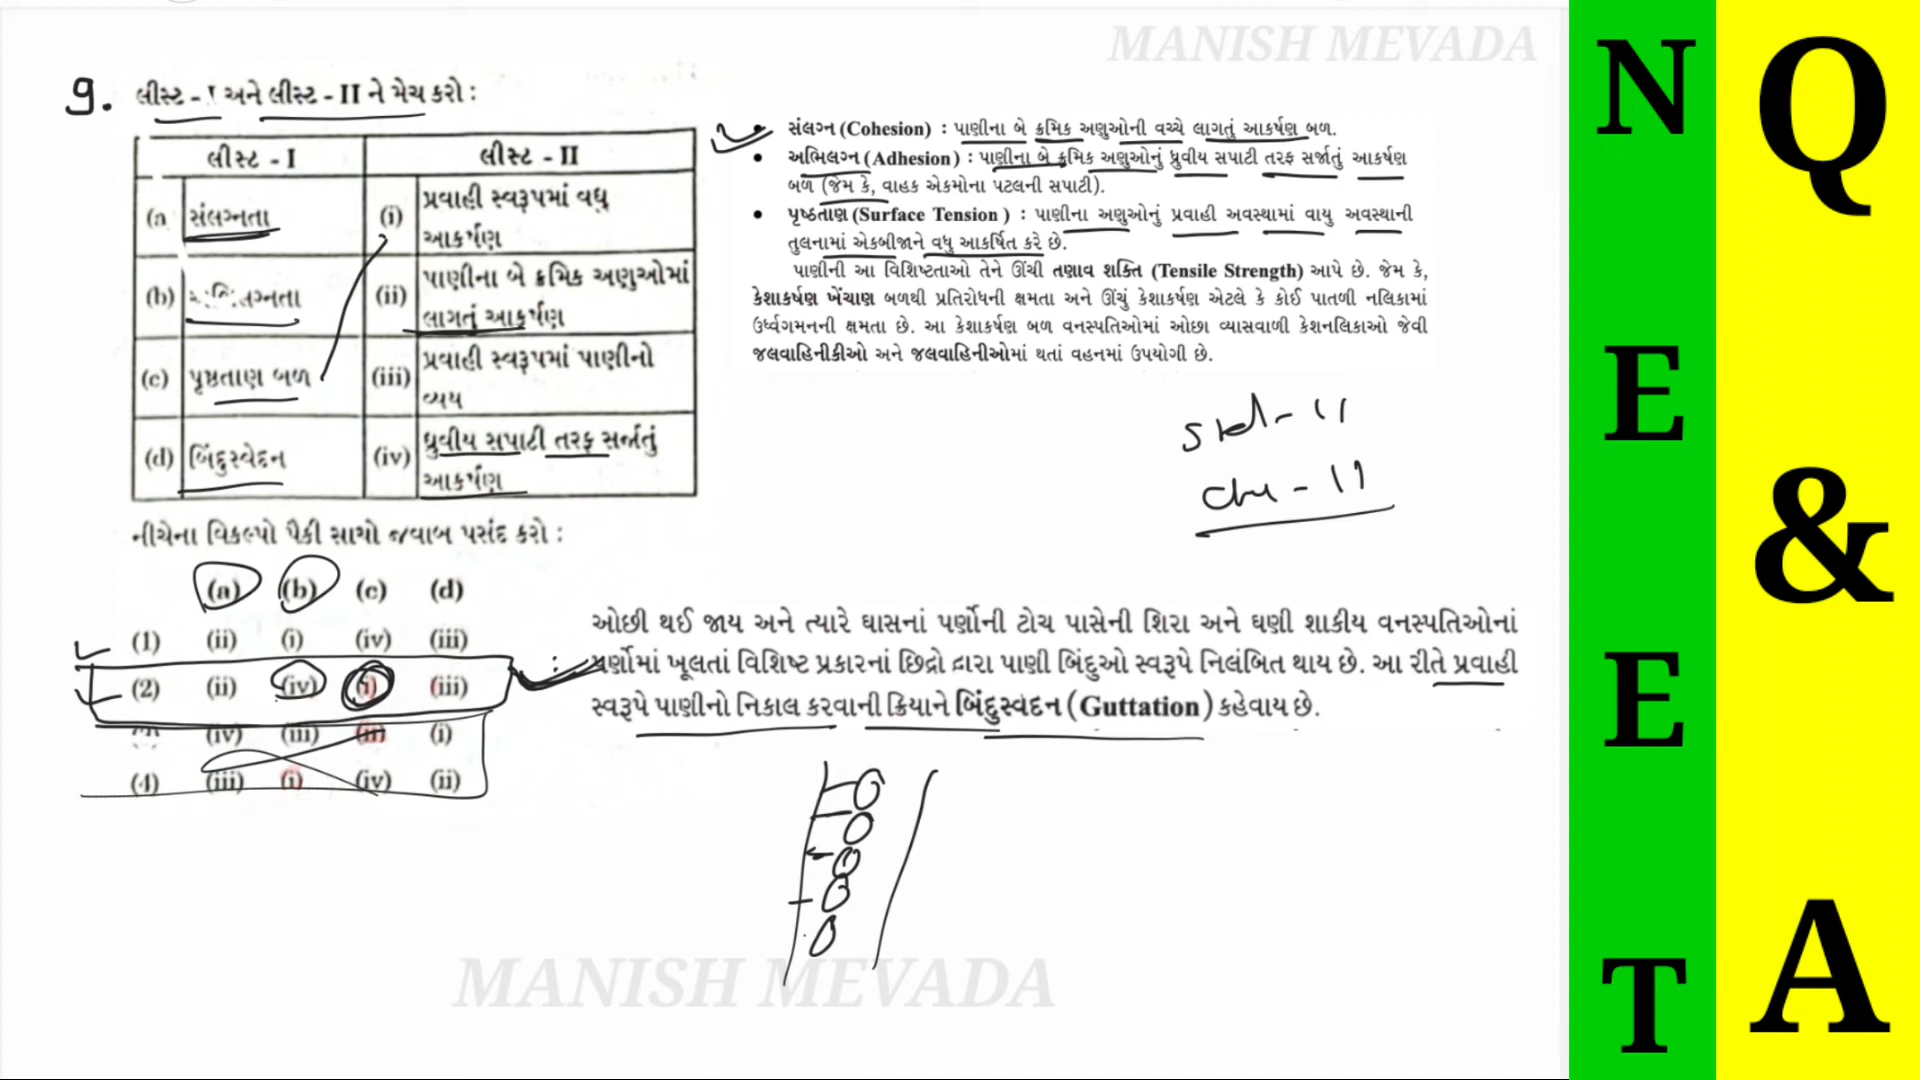 MANISH MEVADA
9. લીસ્ટ - I અને લીસ્ટ - II ને મેચ કરો :
લીસ્ટ - I લીસ્ટ - II
(a સંલગ્નતા (i) પ્રવાહી સ્વરૂપમાં વધુ
આકર્ષણ
(b) (ii) પાણીના બે ક્રમિક અણુઓમાં
લાગતું આકર્ષણ
(c) પૃષ્ઠતાણ બળ (iii) પ્રવાહી સ્વરૂપમાં પાણીનો
વ્યય
(d) બિંદુસ્વેદન (iv) ધ્રુવીય સપાટી તરફ સર્જાતું
આકર્ષણ
નીચેના વિકલ્પો પૈકી સાચો જવાબ પસંદ કરો :
(a) (b) (c) (d)
(1) (ii) (i) (iv) (iii)
(2) (ii) (iv) (i) (iii)
(iv) (iii) (ii) (i)
(4) (iii) (i) (iv) (ii)
• સંલગ્ન (Cohesion) : પાણીના બે ક્રમિક અણુઓની વચ્ચે લાગતું આકર્ષણ બળ.
• અભિલગ્ન (Adhesion) : પાણીના બે ક્રમિક અણુઓનું ધ્રુવીય સપાટી તરફ સર્જાતું આકર્ષણ
બળ (જેમ કે, વાહક એકમોના પટલની સપાટી).
• પૃષ્ઠતાણ (Surface Tension ) : પાણીના અણુઓનું પ્રવાહી અવસ્થામાં વાયુ અવસ્થાની
તુલનામાં એકબીજાને વધુ આકર્ષિત કરે છે.
પાણીની આ વિશિષ્ટતાઓ તેને ઊંચી તણાવ શક્તિ (Tensile Strength) આપે છે. જેમ કે,
કેશાકર્ષણ ખેંચાણ બળથી પ્રતિરોધની ક્ષમતા અને ઊંચું કેશાકર્ષણ એટલે કે કોઈ પાતળી નલિકામાં
ઉર્ધ્વગમનની ક્ષમતા છે. આ કેશાકર્ષણ બળ વનસ્પતિઓમાં ઓછા વ્યાસવાળી કેશનલિકાઓ જેવી
જલવાહિનીકીઓ અને જલવાહિનીઓમાં થતાં વહનમાં ઉપયોગી છે.
Std - 11
Ch - 11
ઓછી થઈ જાય અને ત્યારે ઘાસનાં પર્ણોની ટોચ પાસેની શિરા અને ઘણી શાકીય વનસ્પતિઓનાં
પર્ણોમાં ખૂલતાં વિશિષ્ટ પ્રકારનાં છિદ્રો દ્વારા પાણી બિંદુઓ સ્વરૂપે નિલંબિત થાય છે. આ રીતે પ્રવાહી
સ્વરૂપે પાણીનો નિકાલ કરવાની ક્રિયાને બિંદુસ્વેદન (Guttation) કહેવાય છે.
MANISH MEVADA
NEET
Q & A